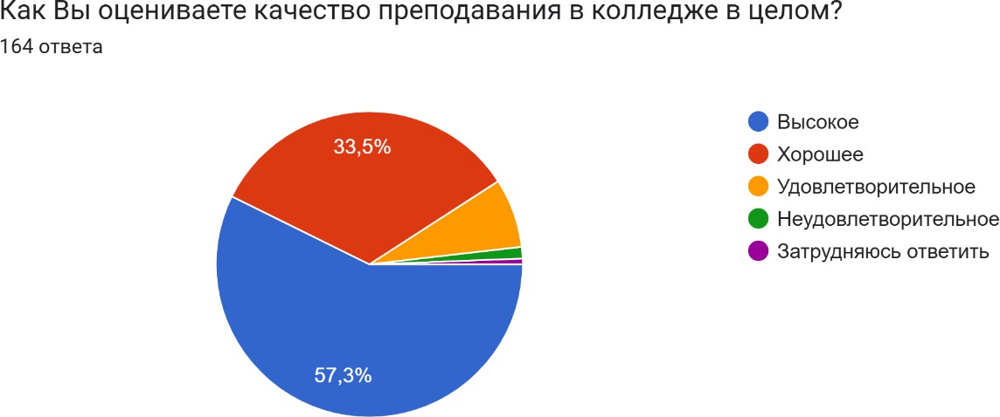 Как Вы оцениваете качество преподавания в колледже в целом?
164 ответа
33,5%
57,3%
Высокое
Хорошее
Удовлетворительное
Неудовлетворительное
Затрудняюсь ответить